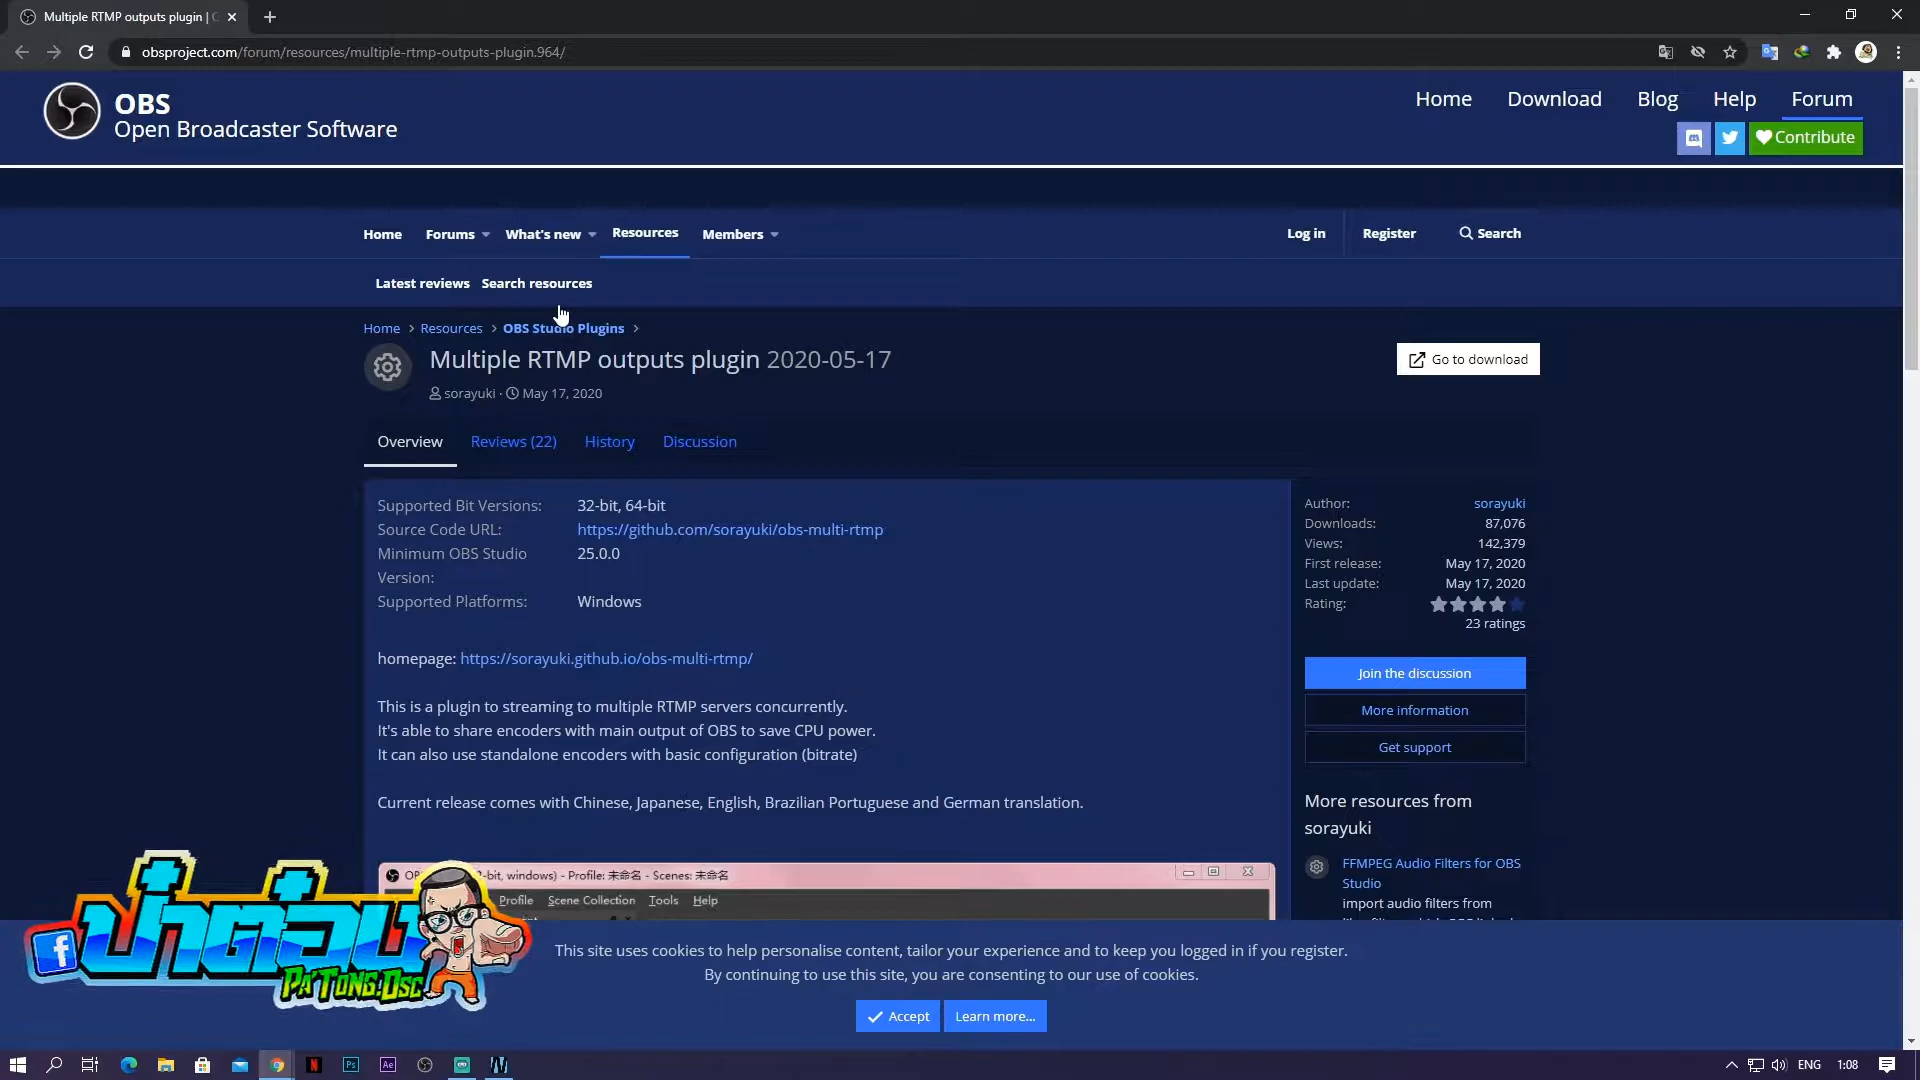 Multiple RTMP outputs plugin |
obsproject.com/forum/resources/multiple-rtmp-outputs-plugin.964/
OBS
Open Broadcaster Software
Home Download Blog Help Forum
Contribute
Home Forums What's new Resources Members Log in Register Search
Latest reviews Search resources
Home > Resources > OBS Studio Plugins >
Multiple RTMP outputs plugin 2020-05-17
Go to download
sorayuki · May 17, 2020
Overview Reviews (22) History Discussion
Supported Bit Versions: 32-bit, 64-bit
Source Code URL: https://github.com/sorayuki/obs-multi-rtmp
Minimum OBS Studio Version: 25.0.0
Supported Platforms: Windows
homepage: https://sorayuki.github.io/obs-multi-rtmp/
This is a plugin to streaming to multiple RTMP servers concurrently.
It's able to share encoders with main output of OBS to save CPU power.
It can also use standalone encoders with basic configuration (bitrate)
Current release comes with Chinese, Japanese, English, Brazilian Portuguese and German translation.
-bit, windows) - Profile: 未命名 - Scenes: 未命名
Profile Scene Collection Tools Help
Author: sorayuki
Downloads: 87,076
Views: 142,379
First release: May 17, 2020
Last update: May 17, 2020
Rating:
23 ratings
Join the discussion
More information
Get support
More resources from
sorayuki
FFMPEG Audio Filters for OBS
Studio
import audio filters from
ป๋าต๋อง
PaTong.Osc
This site uses cookies to help personalise content, tailor your experience and to keep you logged in if you register.
By continuing to use this site, you are consenting to our use of cookies.
Accept Learn more...
ENG 1:08